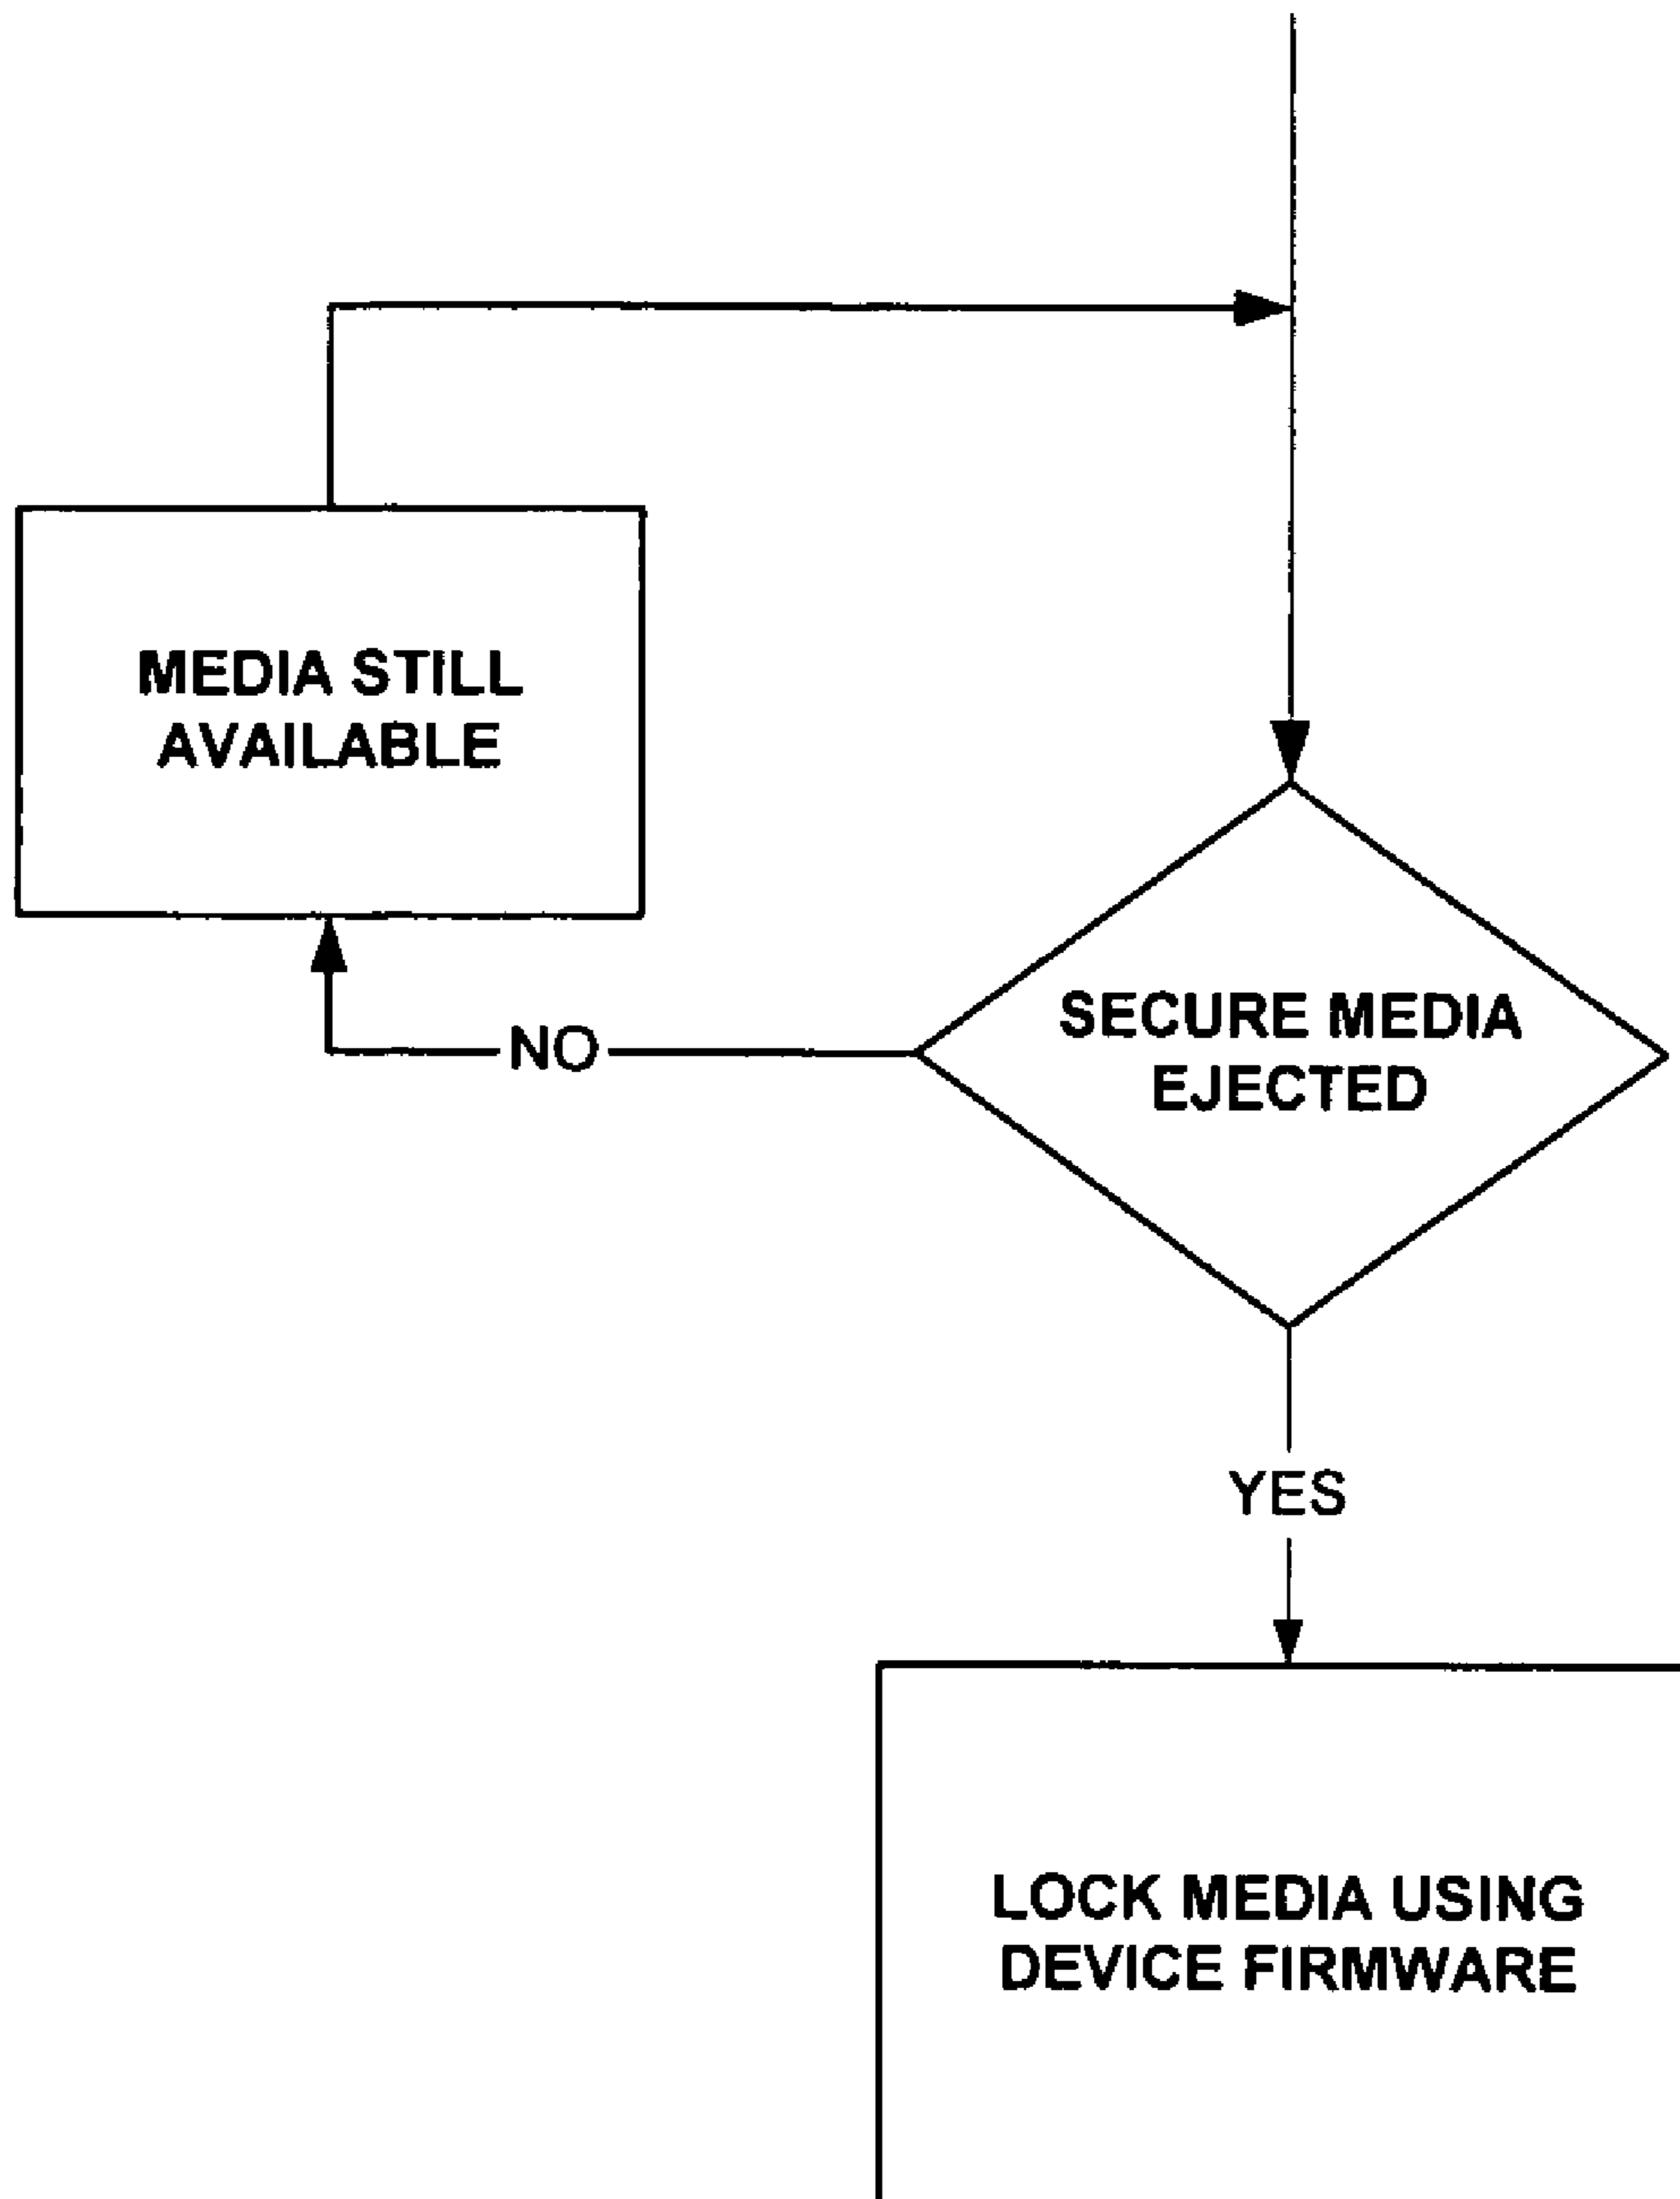 MEDIA STILL
AVAILABLE
SECURE MEDIA
EJECTED
NO
YES
LOCK MEDIA USING
DEVICE FIRMWARE